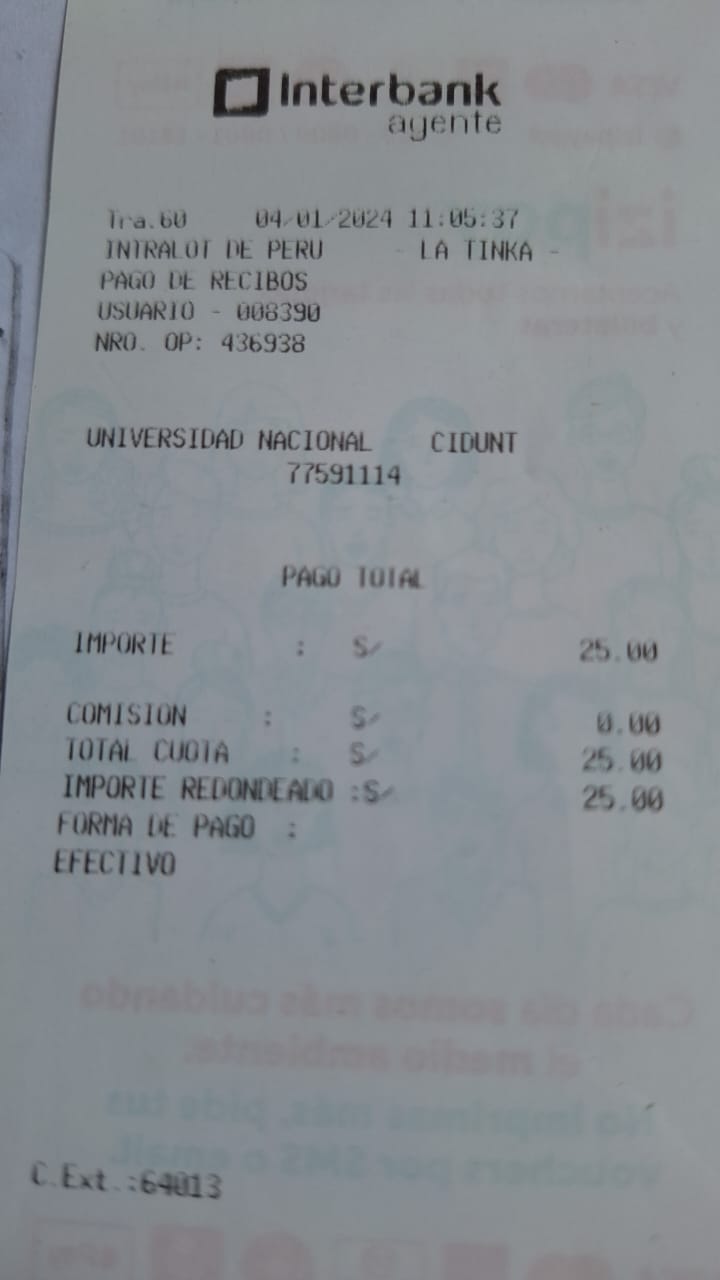 Interbank
agente
Tra.60 04/01/2024 11:05:37
INTRALOT DE PERU - LA TINKA -
PAGO DE RECIBOS
USUARIO - 008390
NRO. OP: 436938
UNIVERSIDAD NACIONAL CIDUNT
77591114
PAGO TOTAL
IMPORTE : S/ 25.00
COMISION : S/ 0.00
TOTAL CUOTA : S/ 25.00
IMPORTE REDONDEADO :S/ 25.00
FORMA DE PAGO :
EFECTIVO
Cada día somos más cuidando
el medio ambiente.
No imprimas más, pide tus
vouchers por SMS o email.
C.Ext.:64013